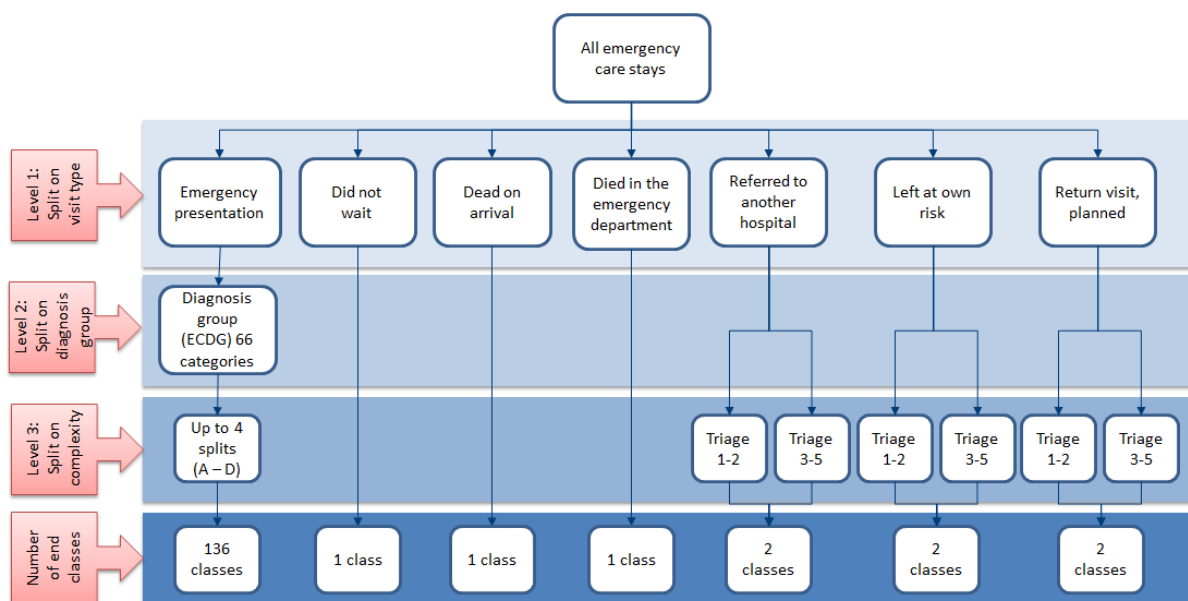 All emergency
care stays
Level 1:
Split on
visit type
Emergency
presentation
Did not
wait
Dead on
arrival
Died in the
emergency
department
Referred to
another
hospital
Left at own
risk
Return visit,
planned
Level 2:
Split on
diagnosis
group
Diagnosis
group
(ECDG) 66
categories
Level 3:
Split on
complexity
Up to 4
splits
(A – D)
Triage
1-2
Triage
3-5
Triage
1-2
Triage
3-5
Triage
1-2
Triage
3-5
Number
of end
classes
136
classes
1 class
1 class
1 class
2
classes
2
classes
2
classes